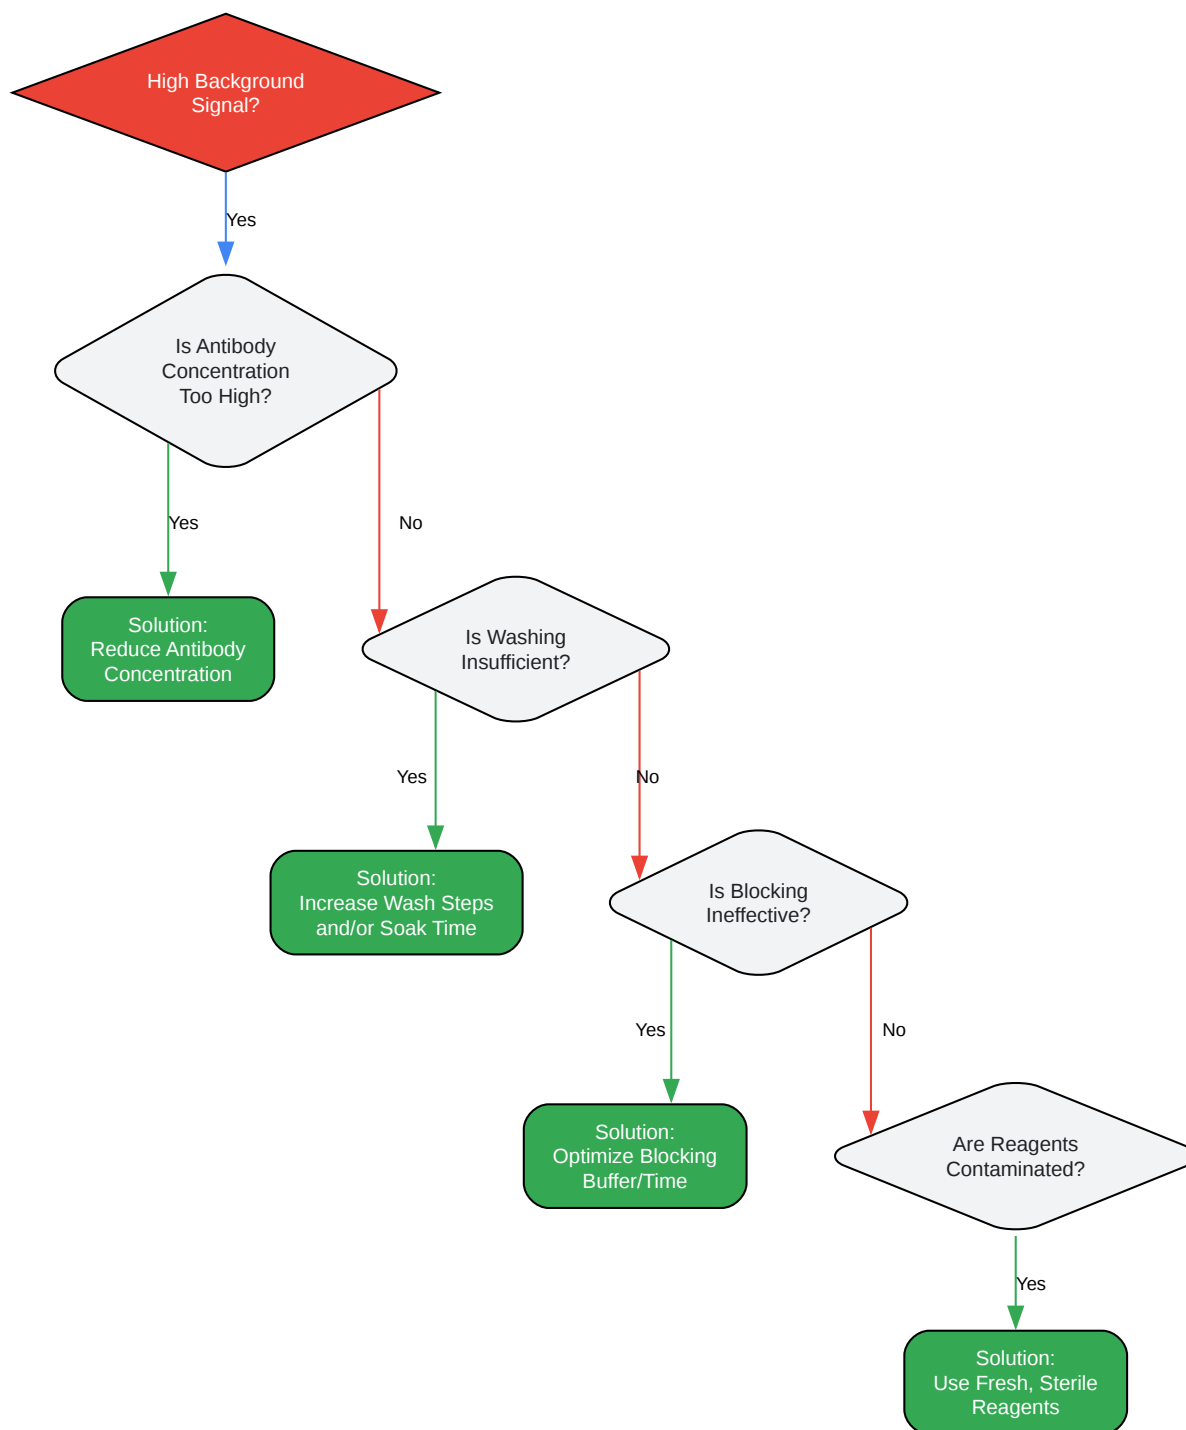 High Background
Signal?
Yes
Is Antibody
Concentration
Too High?
Yes
No
Solution:
Reduce Antibody
Concentration
Is Washing
Insufficient?
Yes
No
Solution:
Increase Wash Steps
and/or Soak Time
Is Blocking
Ineffective?
Yes
No
Solution:
Optimize Blocking
Buffer/Time
Are Reagents
Contaminated?
Yes
Solution:
Use Fresh, Sterile
Reagents